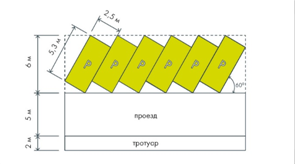 2,5 м
5,3 м
6 м
P P P P P P
60°
5 м
проезд
2 м
тротуар